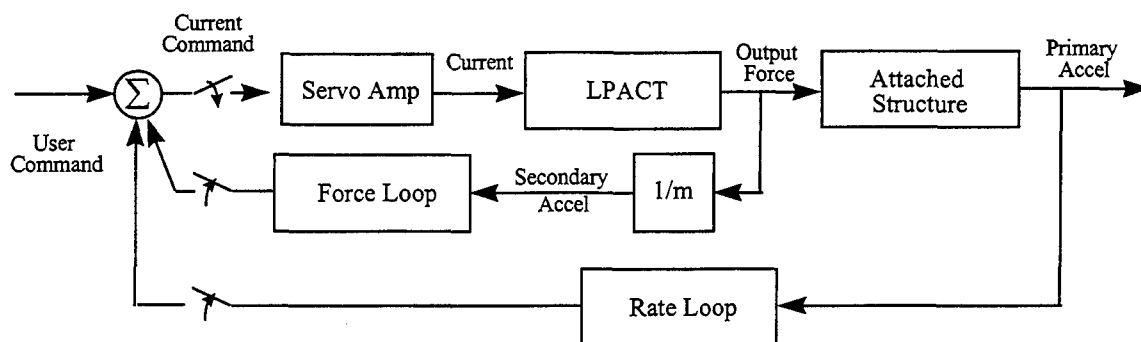 Current
Command
Σ
Servo Amp
Current
LPACT
Output
Force
Attached
Structure
Primary
Accel
User
Command
Force Loop
Secondary
Accel
1/m
Rate Loop